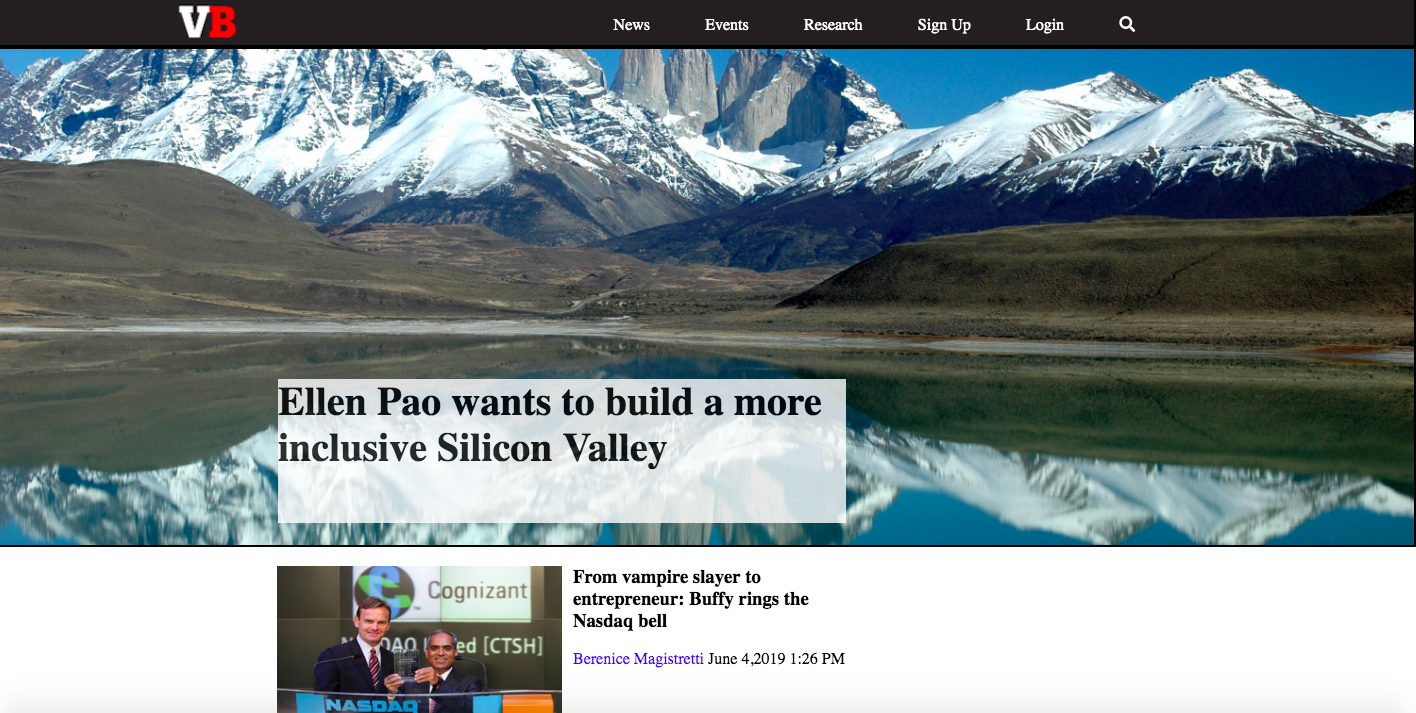 VB
News Events Research Sign Up Login
Ellen Pao wants to build a more
inclusive Silicon Valley
Cognizant
NASDAQ Listed [CTSH]
NASDAQ
From vampire slayer to
entrepreneur: Buffy rings the
Nasdaq bell
Berenice Magistretti June 4,2019 1:26 PM